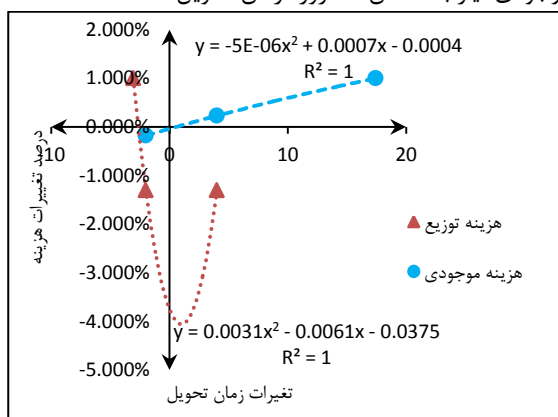 2.000%
y = -5E-06x² + 0.0007x - 0.0004
R² = 1
1.000%
0.000%
-10 0 10 20
-1.000%
-2.000%
-3.000%
-4.000%
-5.000%
درصد تغییرات هزینه
هزینه توزیع
هزینه موجودی
y = 0.0031x² - 0.0061x - 0.0375
R² = 1
تغیرات زمان تحویل